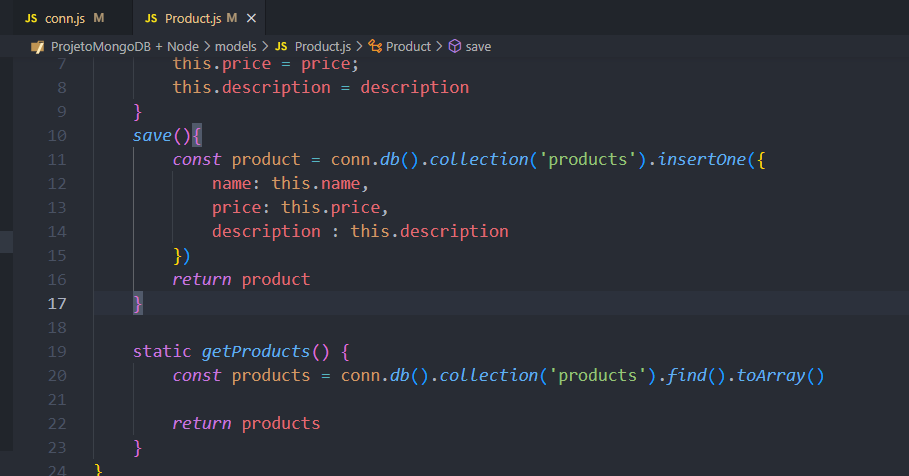 JS conn.js M JS Product.js M ×
ProjetoMongoDB + Node > models > JS Product.js > Product > save
7 this.price = price;
8 this.description = description
9 }
10 save(){
11 const product = conn.db().collection('products').insertOne({
12 name: this.name,
13 price: this.price,
14 description : this.description
15 })
16 return product
17 }
18
19 static getProducts() {
20 const products = conn.db().collection('products').find().toArray()
21
22 return products
23 }
24 }